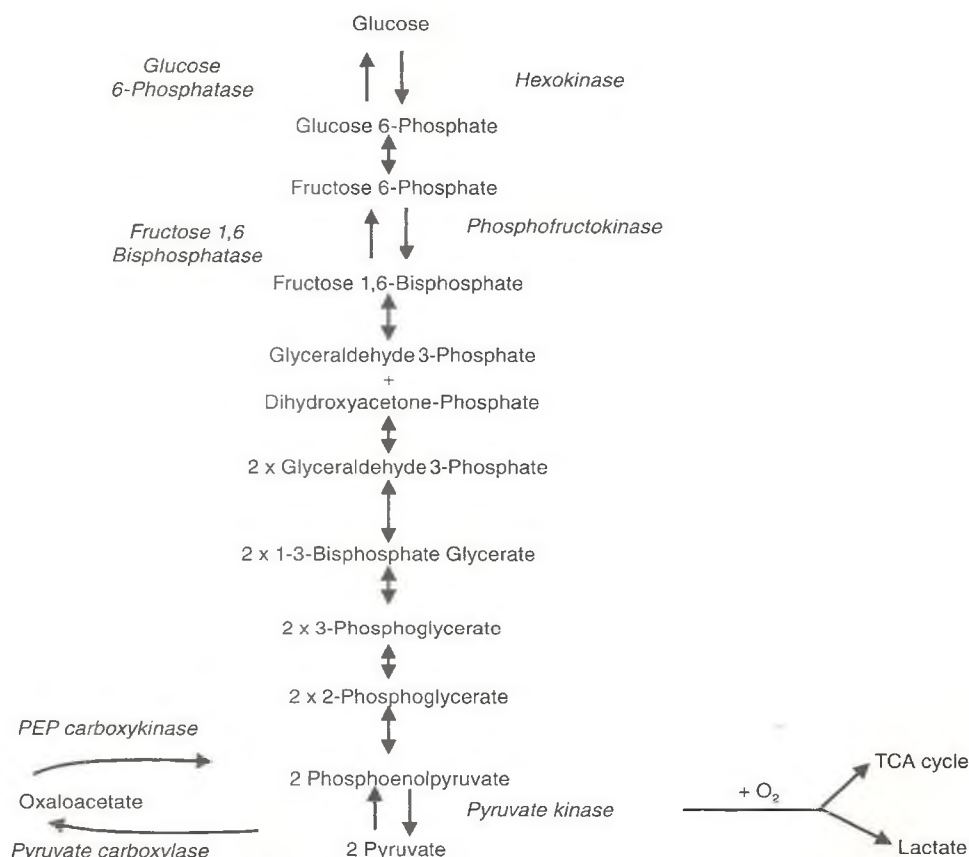 Glucose
Glucose
6-Phosphatase
Hexokinase
Glucose 6-Phosphate
Fructose 6-Phosphate
Phosphofructokinase
Fructose 1,6
Bisphosphatase
Fructose 1,6-Bisphosphate
Glyceraldehyde 3-Phosphate
+
Dihydroxyacetone-Phosphate
2 x Glyceraldehyde 3-Phosphate
2 x 1-3-Bisphosphate Glycerate
2 x 3-Phosphoglycerate
2 x 2-Phosphoglycerate
PEP carboxykinase
2 Phosphoenolpyruvate
TCA cycle
+ O₂
Oxaloacetate
Pyruvate kinase
Pyruvate carboxylase
2 Pyruvate
Lactate